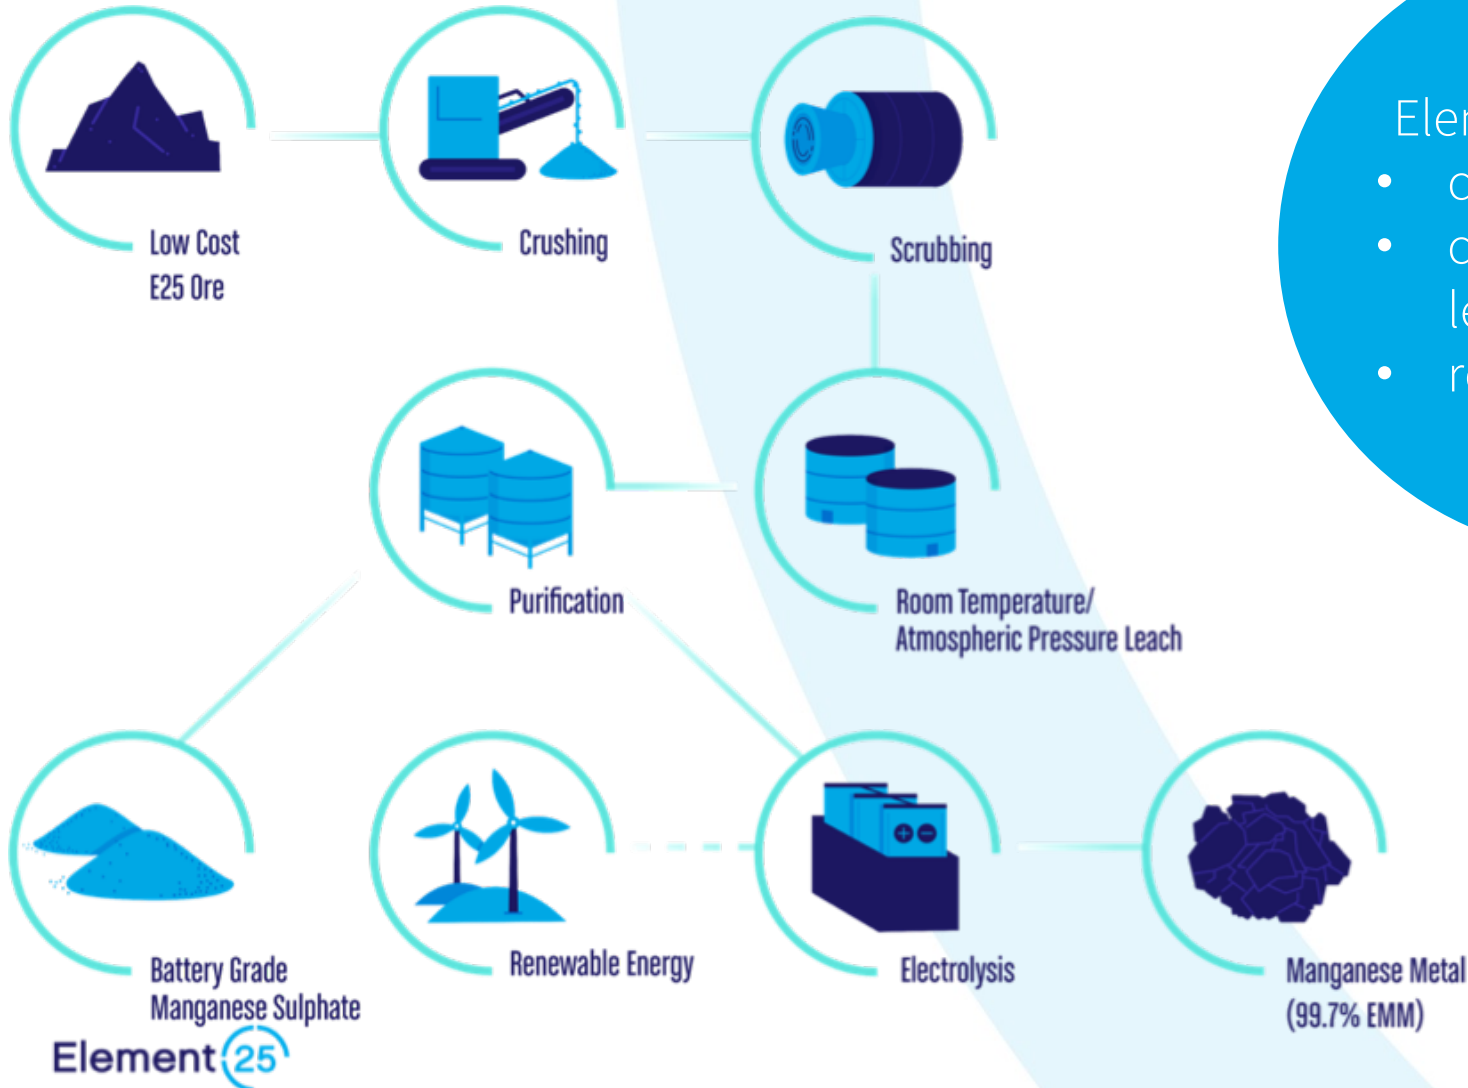 Low Cost
E25 Ore
Crushing
Scrubbing
Purification
Room Temperature/
Atmospheric Pressure Leach
Battery Grade
Manganese Sulphate
Renewable Energy
Electrolysis
Manganese Metal
(99.7% EMM)
Element 25